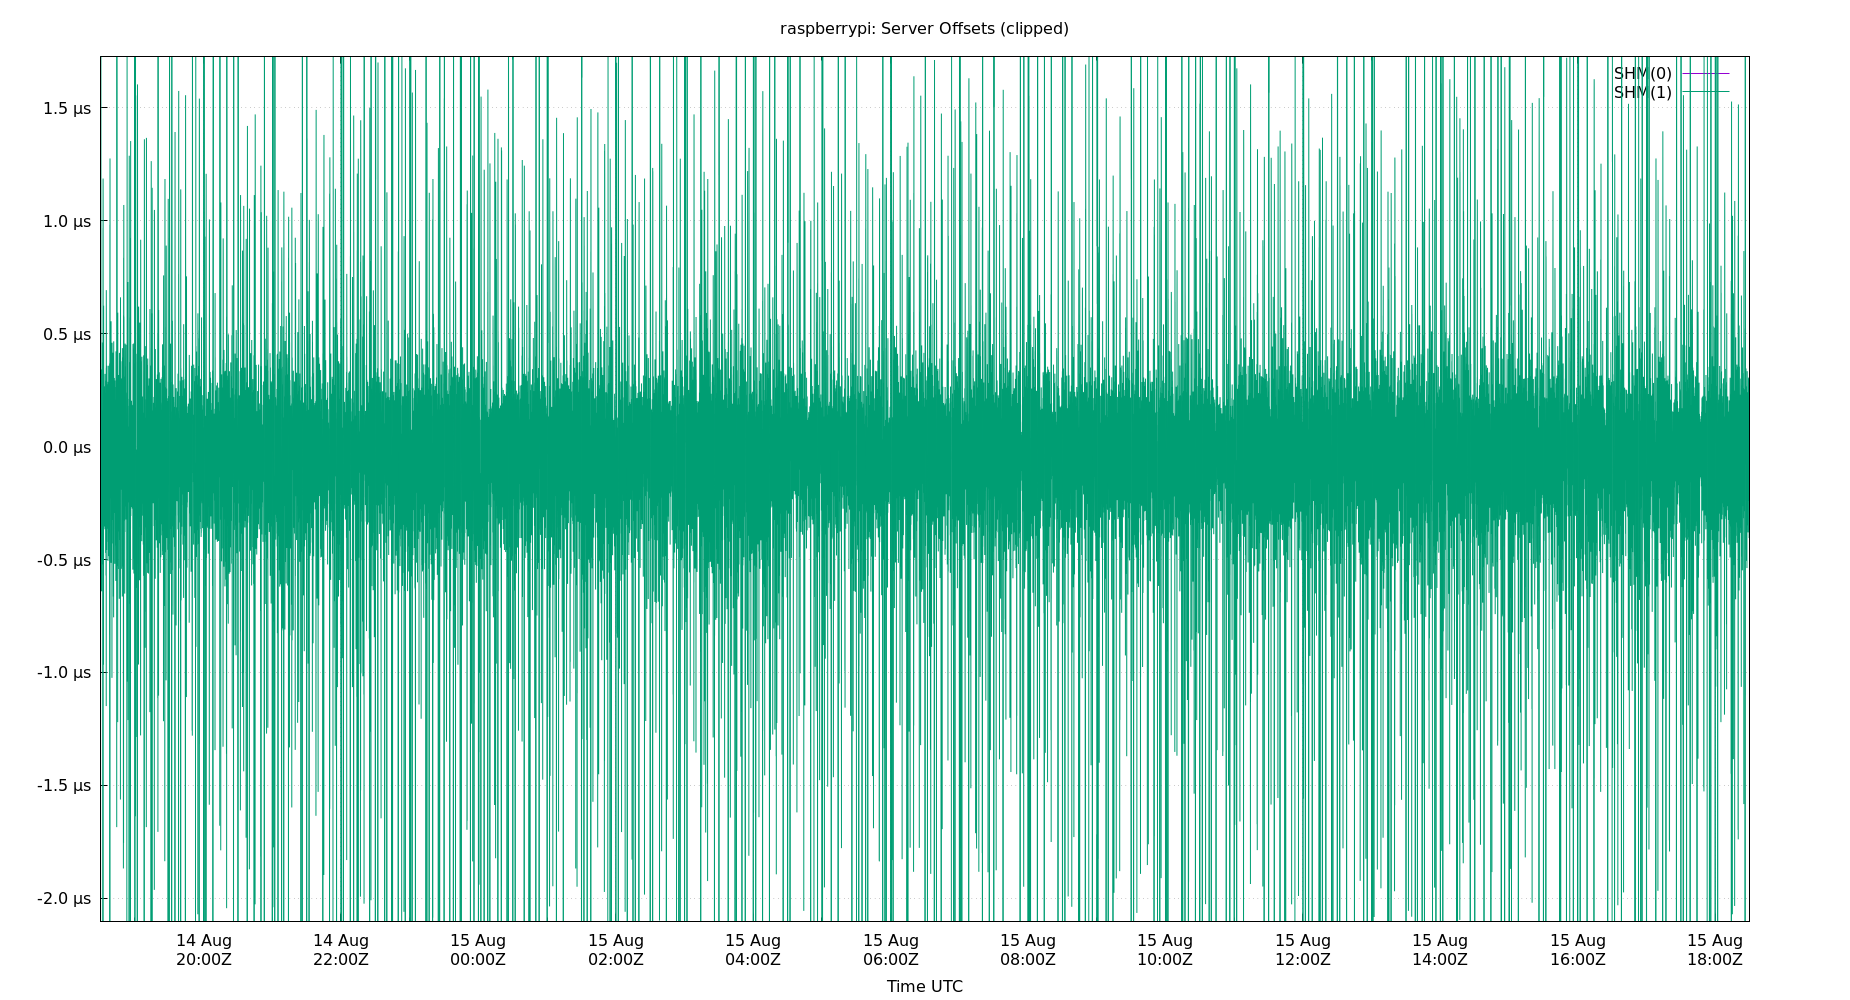 raspberrypi: Server Offsets (clipped)
SHM(0)
SHM(1)
1.5 µs
1.0 µs
0.5 µs
0.0 µs
-0.5 µs
-1.0 µs
-1.5 µs
-2.0 µs
14 Aug 14 Aug 15 Aug 15 Aug 15 Aug 15 Aug 15 Aug 15 Aug 15 Aug 15 Aug 15 Aug 15 Aug
20:00Z 22:00Z 00:00Z 02:00Z 04:00Z 06:00Z 08:00Z 10:00Z 12:00Z 14:00Z 16:00Z 18:00Z
Time UTC